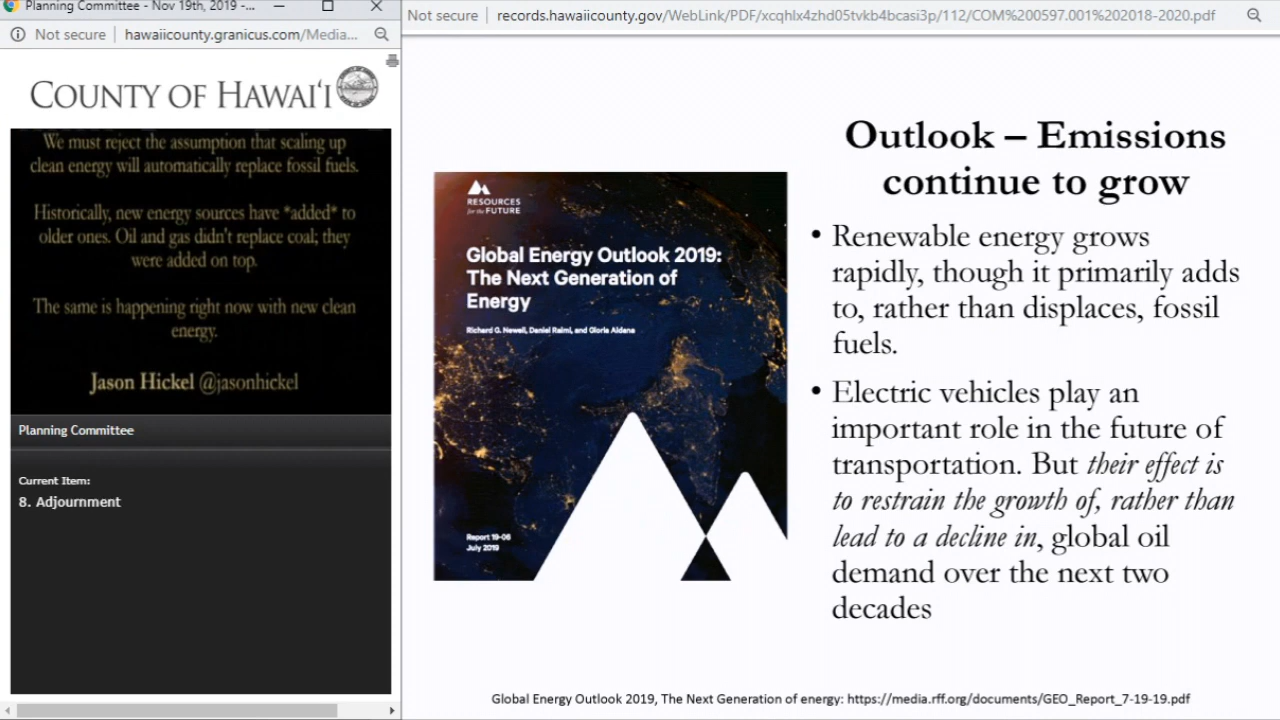 Planning Committee - Nov 19th, 2019 -...
Not secure
hawaiicounty.granicus.com/Media...
COUNTY OF HAWAI‘I
We must reject the assumption that scaling up
clean energy will automatically replace fossil fuels.
Historically, new energy sources have *added* to
older ones. Oil and gas didn't replace coal; they
were added on top.
The same is happening right now with new clean
energy.
Jason Hickel @jasonhickel
Planning Committee
Current Item:
8. Adjournment
Not secure
records.hawaiicounty.gov/WebLink/PDF/xcqhlx4zhd05tvkb4bcasi3p/112/COM%200597.001%202018-2020.pdf
RESOURCES
for the FUTURE
Global Energy Outlook 2019:
The Next Generation of
Energy
Richard G. Newell, Daniel Raimi, and Gloria Aldana
Report 19-06
July 2019
Outlook – Emissions
continue to grow
• Renewable energy grows
rapidly, though it primarily adds
to, rather than displaces, fossil
fuels.
• Electric vehicles play an
important role in the future of
transportation. But their effect is
to restrain the growth of, rather than
lead to a decline in, global oil
demand over the next two
decades
Global Energy Outlook 2019, The Next Generation of energy: https://media.rff.org/documents/GEO_Report_7-19-19.pdf